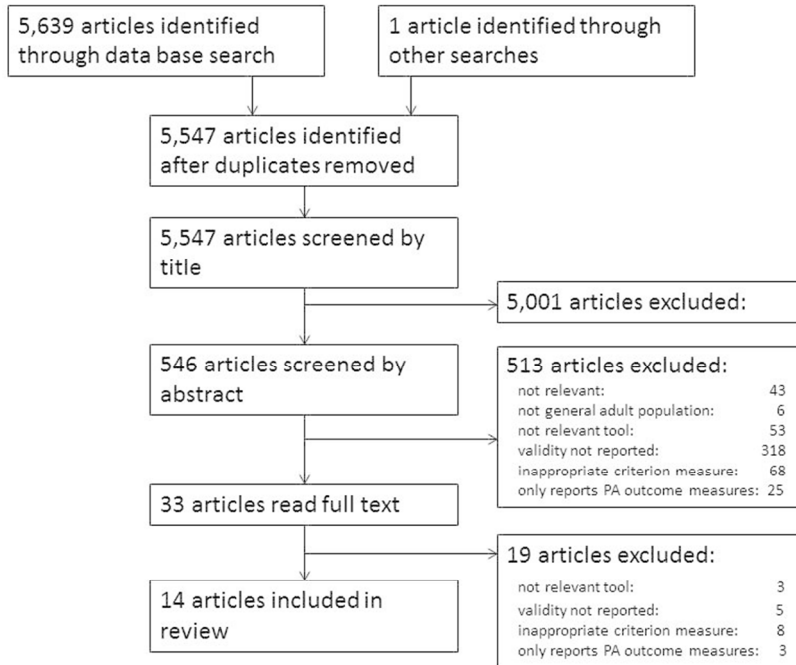 5,639 articles identified
through data base search
1 article identified through
other searches
5,547 articles identified
after duplicates removed
5,547 articles screened by
title
5,001 articles excluded:
546 articles screened by
abstract
513 articles excluded:
not relevant: 43
not general adult population: 6
not relevant tool: 53
validity not reported: 318
inappropriate criterion measure: 68
only reports PA outcome measures: 25
33 articles read full text
19 articles excluded:
not relevant tool: 3
validity not reported: 5
inappropriate criterion measure: 8
only reports PA outcome measures: 3
14 articles included in
review